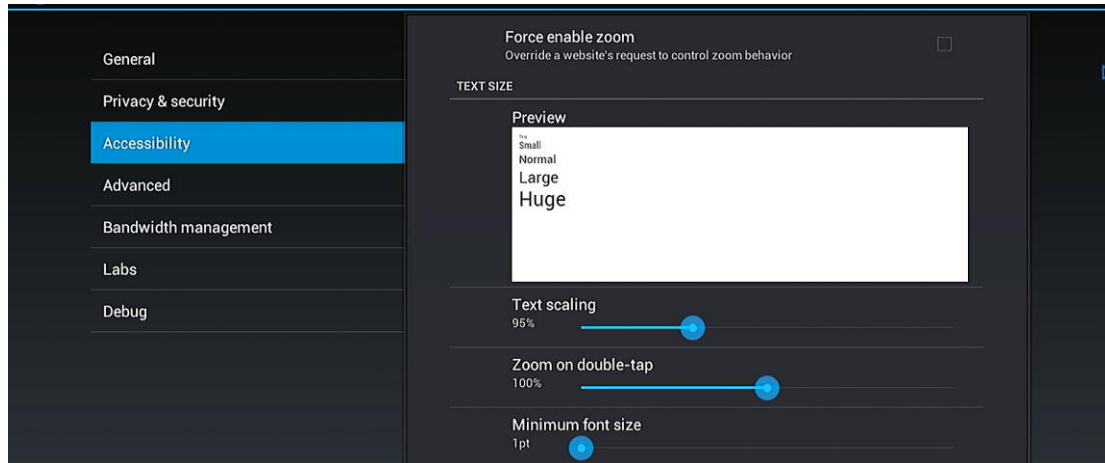 General
Privacy & security
Accessibility
Advanced
Bandwidth management
Labs
Debug
Force enable zoom
Override a website's request to control zoom behavior
TEXT SIZE
Preview
Tiny
Small
Normal
Large
Huge
Text scaling
95%
Zoom on double-tap
100%
Minimum font size
1pt